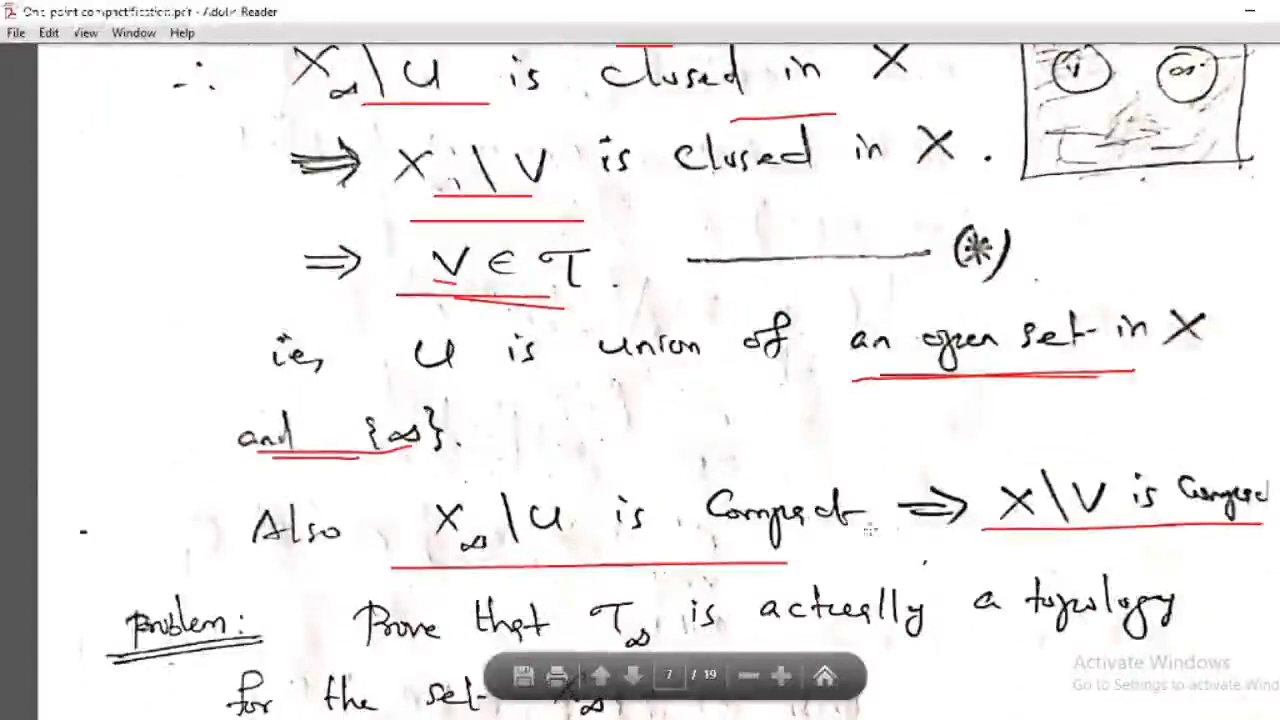 One point compactification.pdf - Adobe Reader
File Edit View Window Help
∴ X∞ \ U is closed in X
V ∞
⟹ X \ V is closed in X.
⟹ V ∈ τ. ——— (*)
ie, U is union of an open set in X
and {∞}.
Also X∞ \ U is Compact ⟹ X \ V is Compact
Problem: Prove that τ∞ is actually a topology
for the set X∞
7 / 19
Activate Windows
Go to Settings to activate Wind